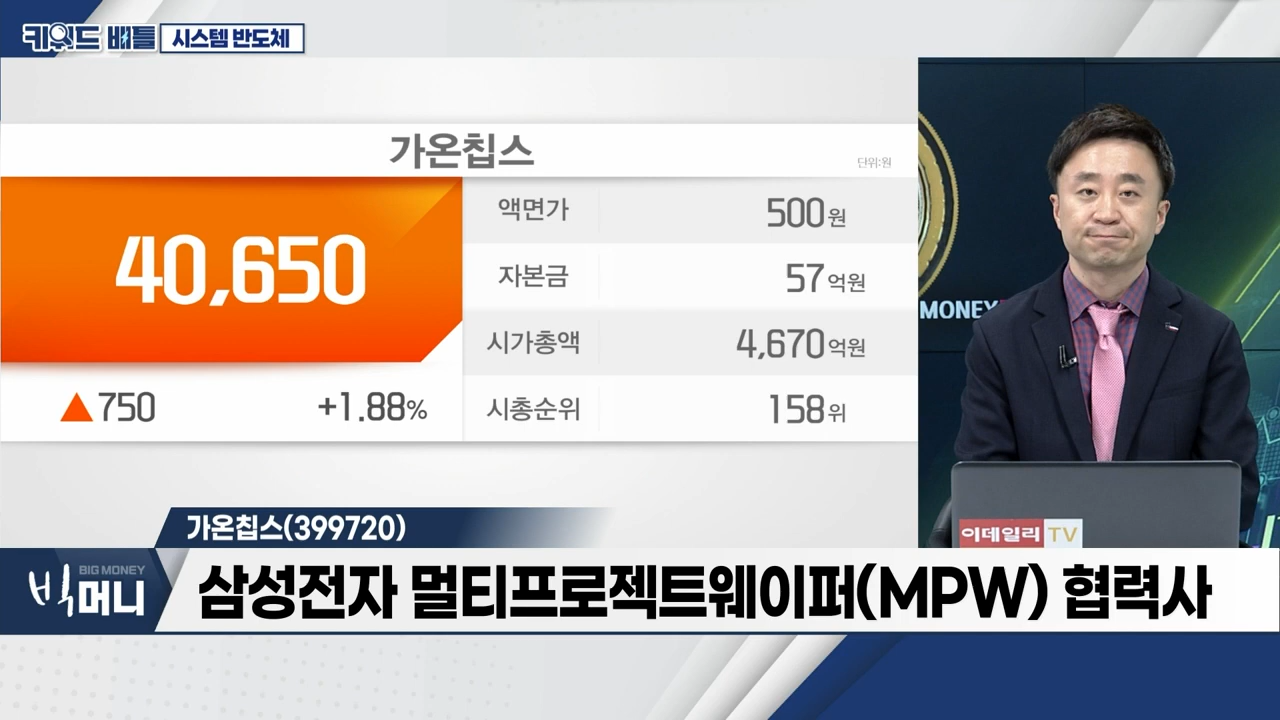 키워드 배틀 시스템 반도체
가온칩스
단위:원
40,650
▲750 +1.88%
액면가 500원
자본금 57억원
시가총액 4,670억원
시총순위 158위
MONEY
이데일리 TV
가온칩스(399720)
BIG MONEY
빅머니
삼성전자 멀티프로젝트웨이퍼(MPW) 협력사